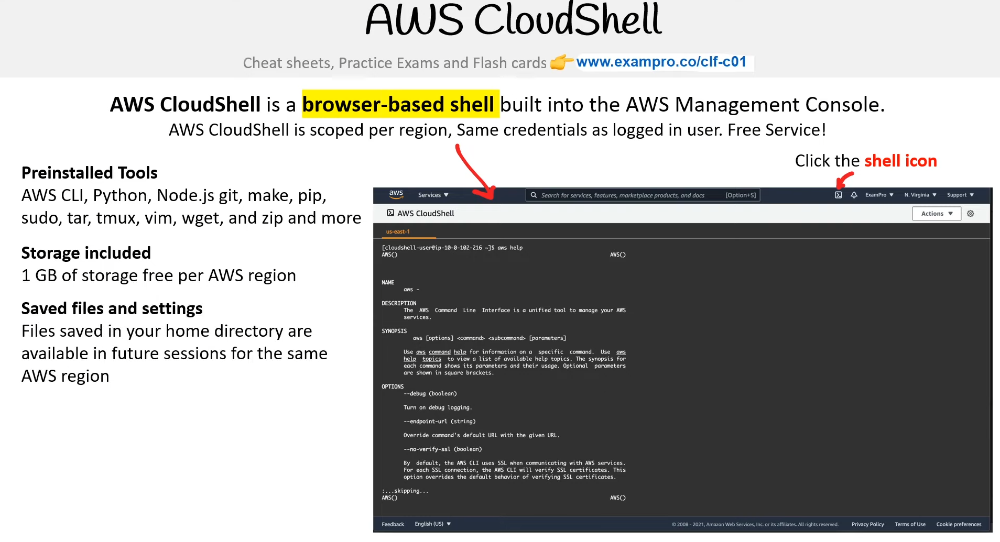 AWS CloudShell
Cheat sheets, Practice Exams and Flash cards 👉 www.exampro.co/clf-c01
AWS CloudShell is a browser-based shell built into the AWS Management Console.
AWS CloudShell is scoped per region, Same credentials as logged in user. Free Service!
Click the shell icon
Preinstalled Tools
AWS CLI, Python, Node.js git, make, pip,
sudo, tar, tmux, vim, wget, and zip and more
Storage included
1 GB of storage free per AWS region
Saved files and settings
Files saved in your home directory are
available in future sessions for the same
AWS region
aws Services ▼ Search for services, features, marketplace products, and docs [Option+S] ExamPro ▼ N. Virginia ▼ Support ▼
AWS CloudShell Actions ▼
us-east-1
[cloudshell-user@ip-10-0-102-216 ~]$ aws help
AWS() AWS()
NAME
aws -
DESCRIPTION
The AWS Command Line Interface is a unified tool to manage your AWS
services.
SYNOPSIS
aws [options] <command> <subcommand> [parameters]
Use aws command help for information on a specific command. Use aws
help topics to view a list of available help topics. The synopsis for
each command shows its parameters and their usage. Optional parameters
are shown in square brackets.
OPTIONS
--debug (boolean)
Turn on debug logging.
--endpoint-url (string)
Override command's default URL with the given URL.
--no-verify-ssl (boolean)
By default, the AWS CLI uses SSL when communicating with AWS services.
For each SSL connection, the AWS CLI will verify SSL certificates. This
option overrides the default behavior of verifying SSL certificates.
:...skipping...
AWS() AWS()
Feedback English (US) ▼ © 2008 - 2021, Amazon Web Services, Inc. or its affiliates. All rights reserved. Privacy Policy Terms of Use Cookie preferences